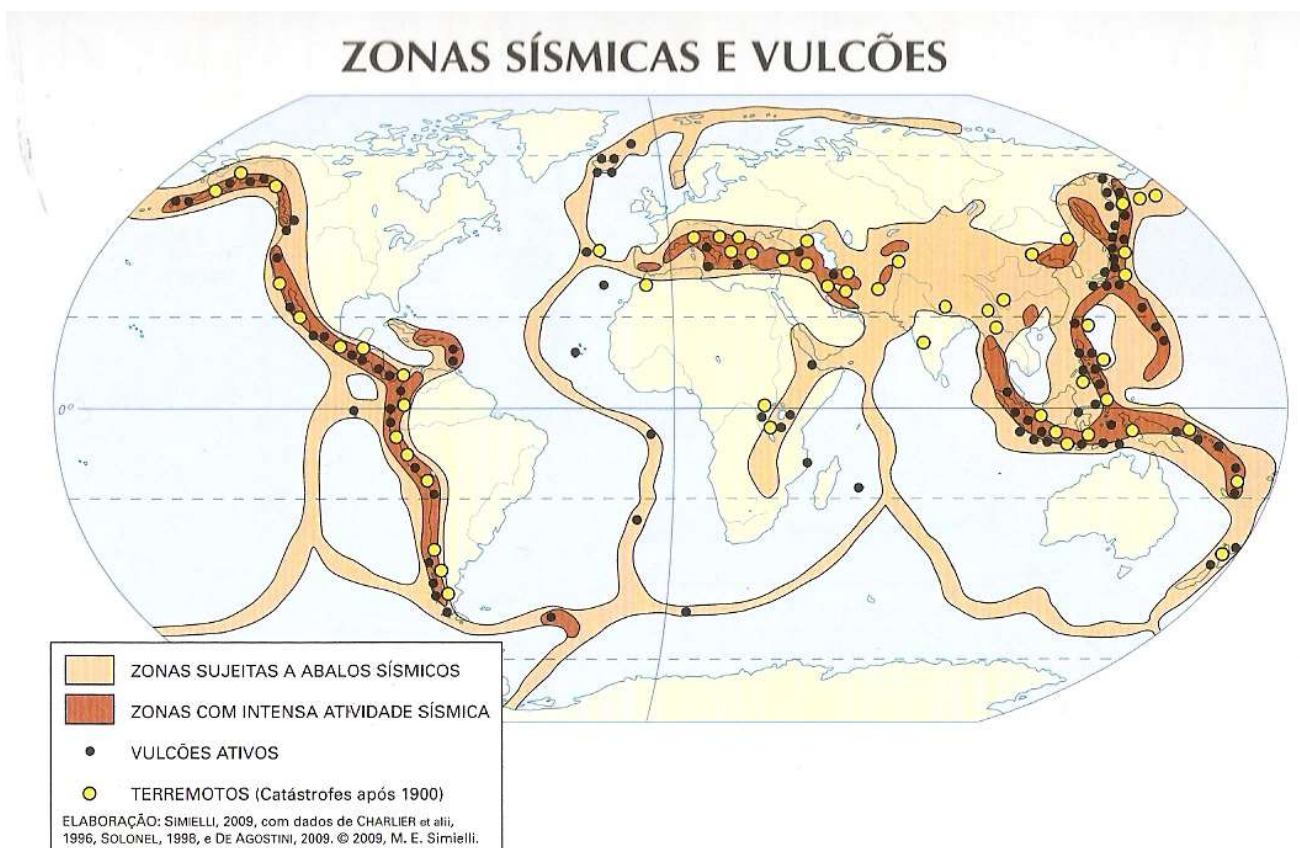 ZONAS SÍSMICAS E VULCÕES
0º
ZONAS SUJEITAS A ABALOS SÍSMICOS
ZONAS COM INTENSA ATIVIDADE SÍSMICA
VULCÕES ATIVOS
TERREMOTOS (Catástrofes após 1900)
ELABORAÇÃO: SIMIELLI, 2009, com dados de CHARLIER et alii,
1996, SOLONEL, 1998, e DE AGOSTINI, 2009. © 2009, M. E. Simielli.